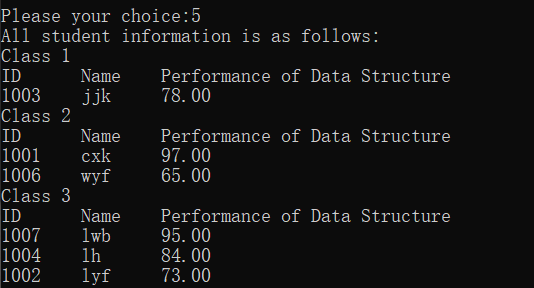 Please your choice:5
All student information is as follows:
Class 1
ID Name Performance of Data Structure
1003 jjk 78.00
Class 2
ID Name Performance of Data Structure
1001 cxk 97.00
1006 wyf 65.00
Class 3
ID Name Performance of Data Structure
1007 lwb 95.00
1004 lh 84.00
1002 lyf 73.00